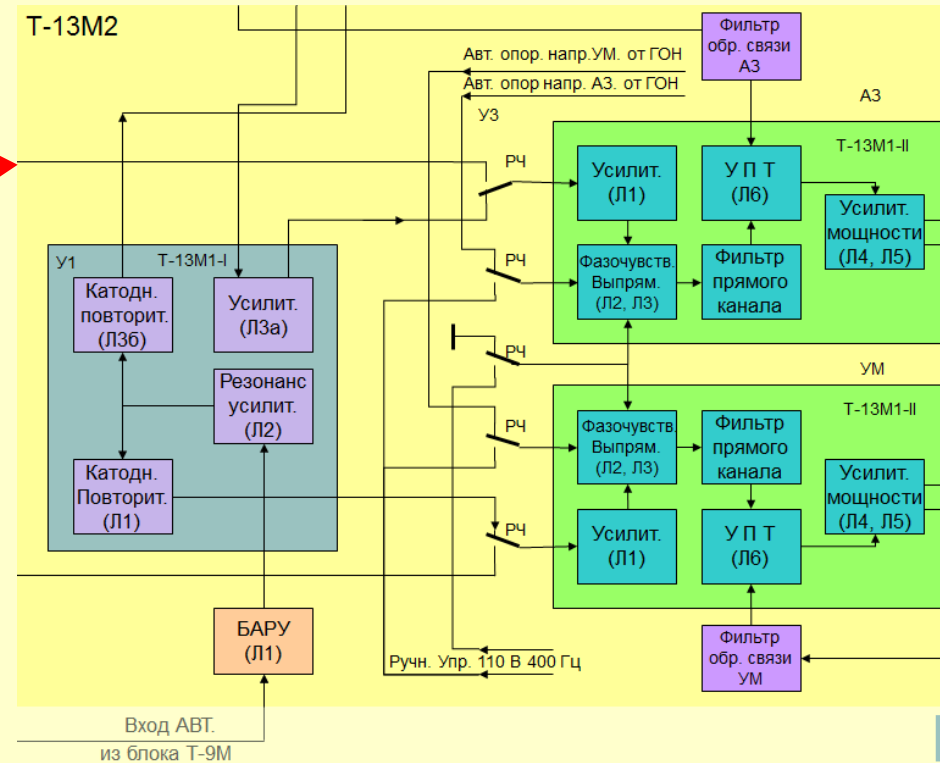 Т-13М2
Фильтр
обр. связи
АЗ
Авт. опор. напр.УМ. от ГОН
Авт. опор напр. АЗ. от ГОН
У3
АЗ
РЧ
Усилит.
(Л1)
У П Т
(Л6)
Т-13М1-II
Усилит.
мощности
(Л4, Л5)
У1
Т-13М1-I
Катодн.
повторит.
(Л3б)
Усилит.
(Л3а)
РЧ
Фазочувств.
Выпрям.
(Л2, Л3)
Фильтр
прямого
канала
РЧ
УМ
Резонанс
усилит.
(Л2)
РЧ
Фазочувств.
Выпрям.
(Л2, Л3)
Фильтр
прямого
канала
Т-13М1-II
Катодн.
Повторит.
(Л1)
РЧ
Усилит.
(Л1)
У П Т
(Л6)
Усилит.
мощности
(Л4, Л5)
БАРУ
(Л1)
Ручн. Упр. 110 В 400 Гц
Фильтр
обр. связи
УМ
Вход АВТ.
из блока Т-9М